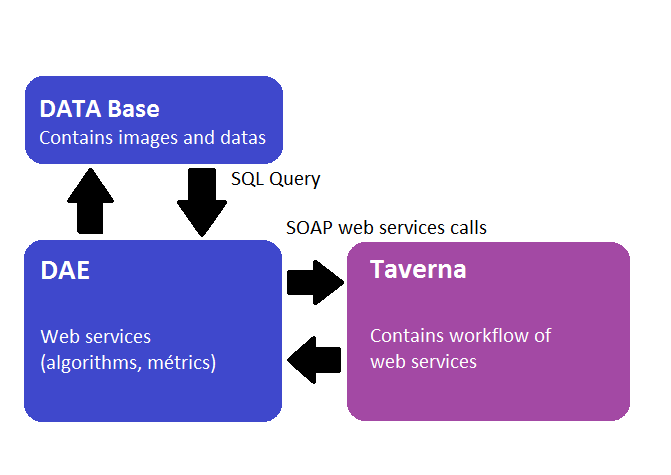 DATA Base
Contains images and datas
SQL Query
SOAP web services calls
DAE
Web services
(algorithms, métrics)
Taverna
Contains workflow of
web services